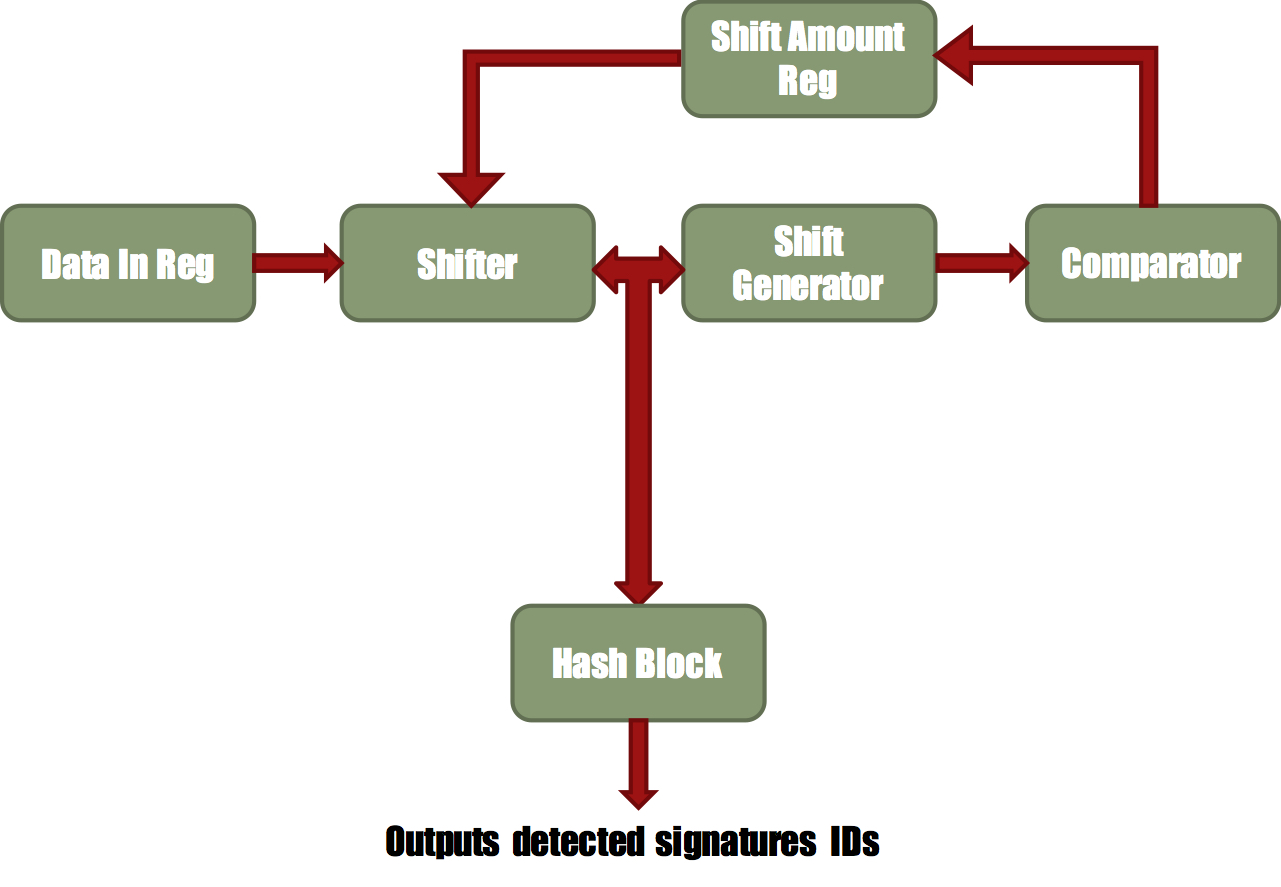 Shift Amount
Reg
Data In Reg
Shifter
Shift
Generator
Comparator
Hash Block
Outputs detected signatures IDs